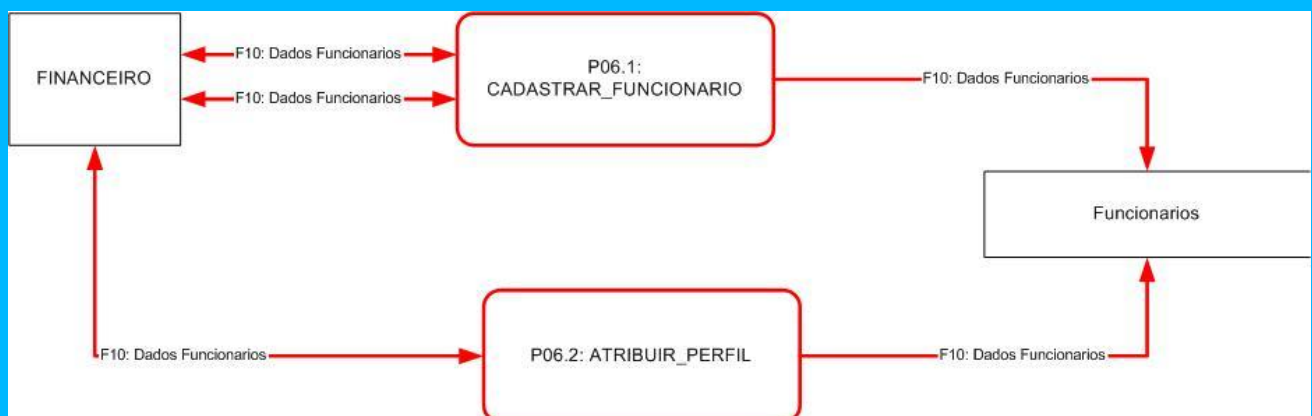 F10: Dados Funcionarios
FINANCEIRO
P06.1:
CADASTRAR_FUNCIONARIO
F10: Dados Funcionarios
F10: Dados Funcionarios
Funcionarios
F10: Dados Funcionarios
P06.2: ATRIBUIR_PERFIL
F10: Dados Funcionarios